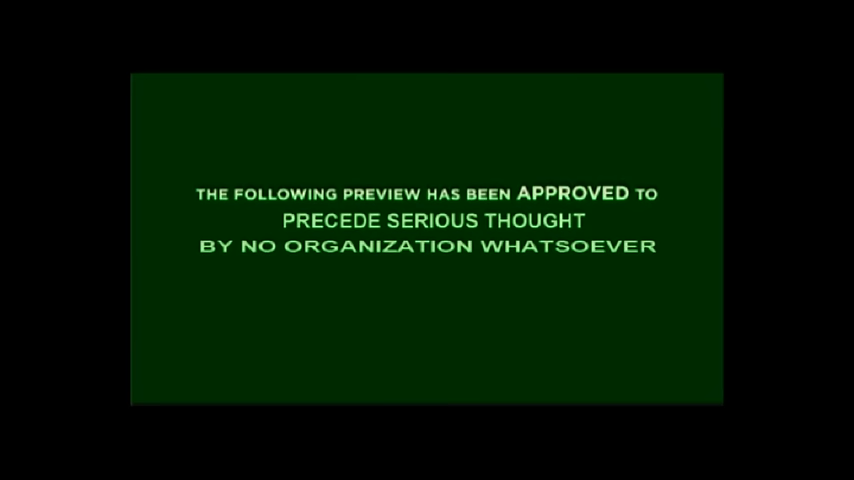 THE FOLLOWING PREVIEW HAS BEEN APPROVED TO
PRECEDE SERIOUS THOUGHT
BY NO ORGANIZATION WHATSOEVER